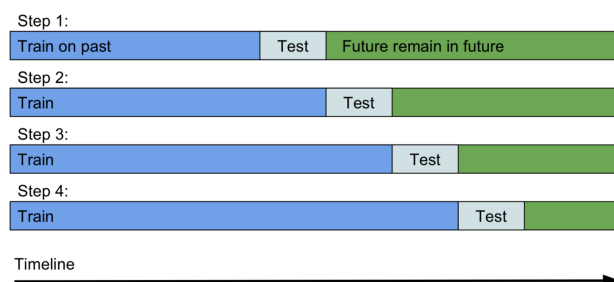 Step 1:
Train on past Test Future remain in future
Step 2:
Train Test
Step 3:
Train Test
Step 4:
Train Test
Timeline